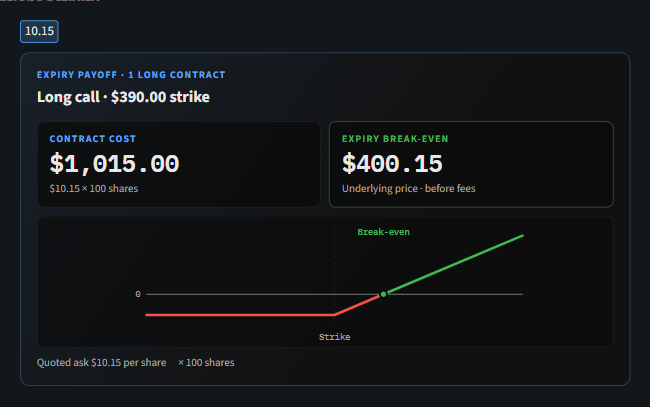 10.15
EXPIRY PAYOFF · 1 LONG CONTRACT
Long call · $390.00 strike
CONTRACT COST
$1,015.00
$10.15 × 100 shares
EXPIRY BREAK-EVEN
$400.15
Underlying price · before fees
Break-even
0
Strike
Quoted ask $10.15 per share × 100 shares